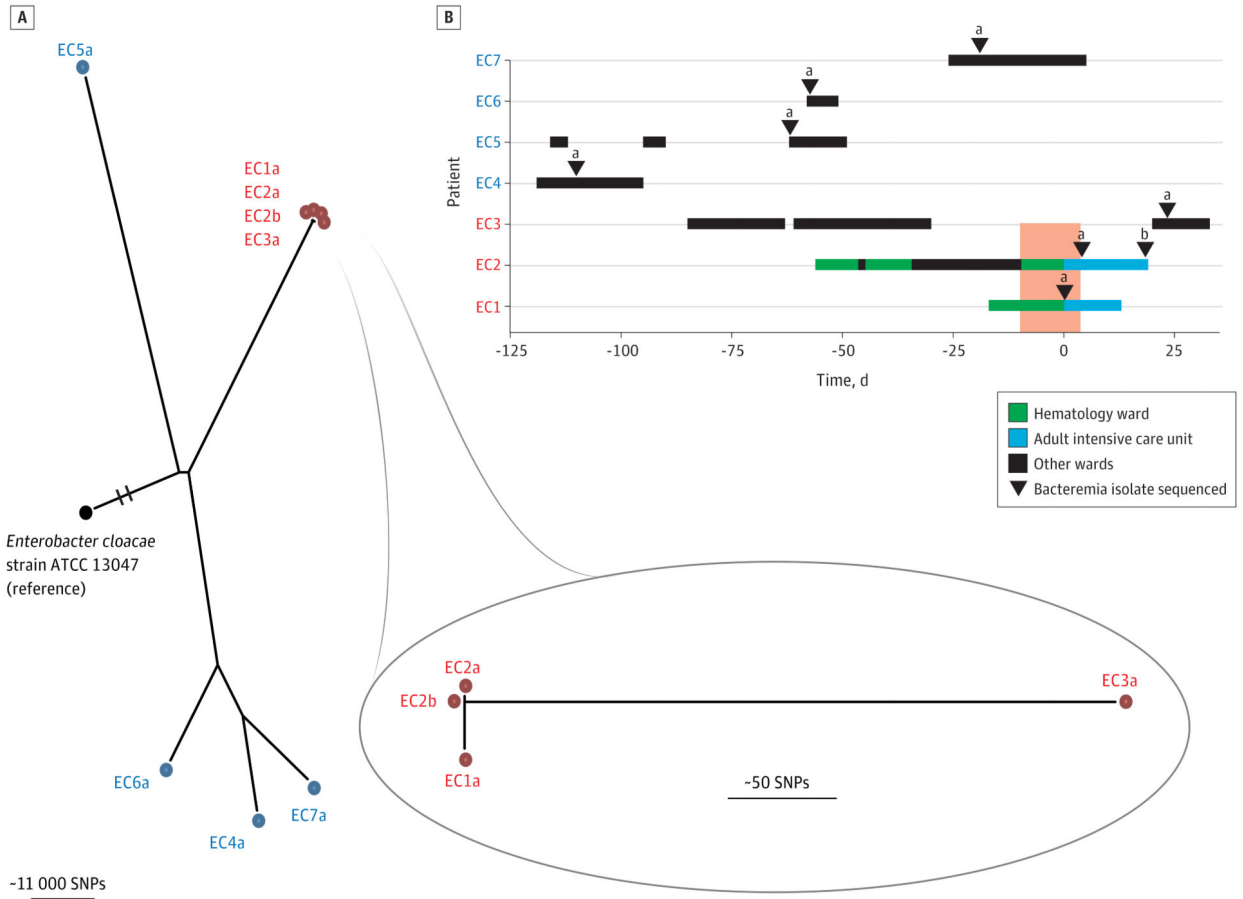 A
EC5a
EC1a
EC2a
EC2b
EC3a
Enterobacter cloacae
strain ATCC 13047
(reference)
EC6a
EC4a
EC7a
~11 000 SNPs
EC2a
EC2b
EC3a
EC1a
~50 SNPs
B
Patient
EC7
EC6
EC5
EC4
EC3
EC2
EC1
a
a
a
a
a
a
b
a
-125
-100
-75
-50
-25
0
25
Time, d
Hematology ward
Adult intensive care unit
Other wards
Bacteremia isolate sequenced